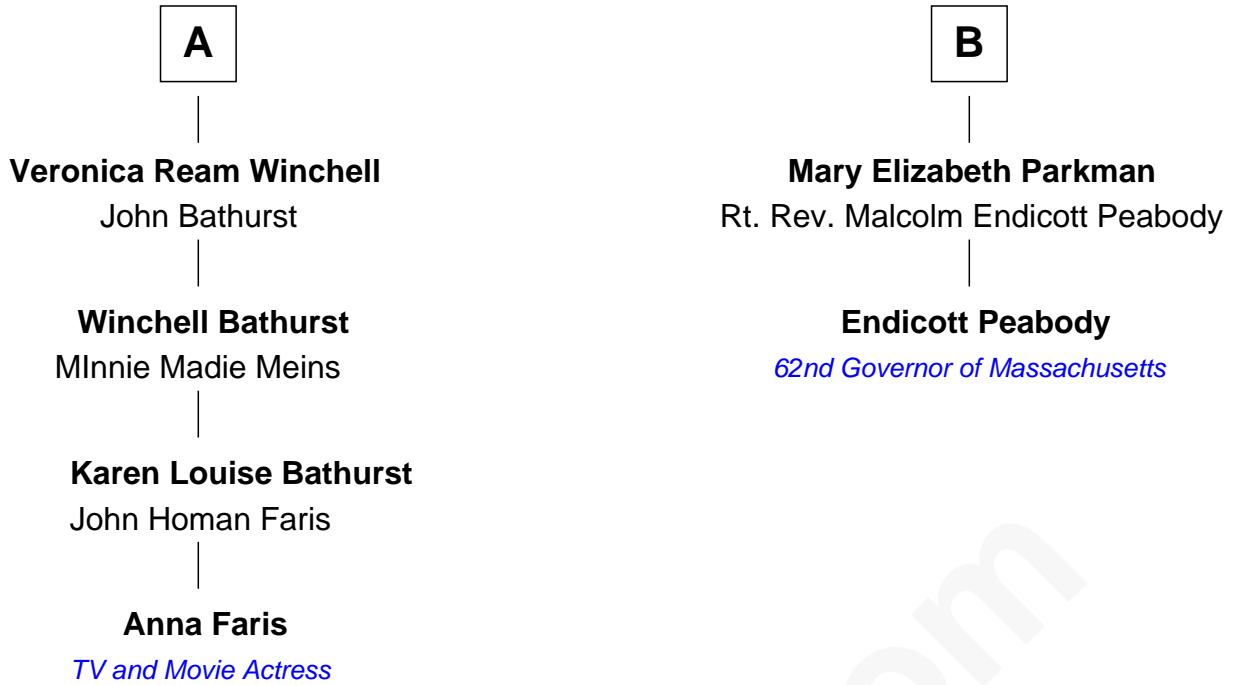 A
Veronica Ream Winchell
John Bathurst
Winchell Bathurst
MInnie Madie Meins
Karen Louise Bathurst
John Homan Faris
Anna Faris
TV and Movie Actress
B
Mary Elizabeth Parkman
Rt. Rev. Malcolm Endicott Peabody
Endicott Peabody
62nd Governor of Massachusetts
om